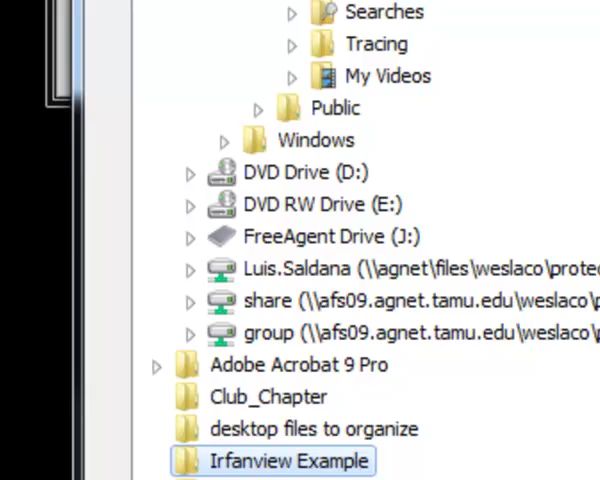 Searches
Tracing
My Videos
Public
Windows
DVD Drive (D:)
DVD RW Drive (E:)
FreeAgent Drive (J:)
Luis.Saldana (\\agnet\files\weslaco\protec
share (\\afs09.agnet.tamu.edu\weslaco\p
group (\\afs09.agnet.tamu.edu\weslaco\p
Adobe Acrobat 9 Pro
Club_Chapter
desktop files to organize
Irfanview Example